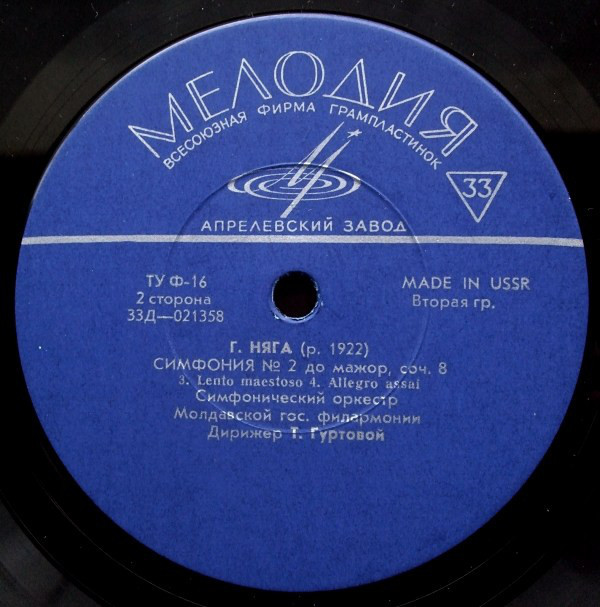 МЕЛОДИЯ
ВСЕСОЮЗНАЯ ФИРМА ГРАМПЛАСТИНОК
33
АПРЕЛЕВСКИЙ ЗАВОД
ТУ Ф-16
2 сторона
33Д—021358
MADE IN USSR
Вторая гр.
Г. НЯГА (р. 1922)
СИМФОНИЯ № 2 до мажор, соч. 8
3. Lento maestoso 4. Allegro assai
Симфонический оркестр
Молдавской гос. филармонии
Дирижер Т. Гуртовой